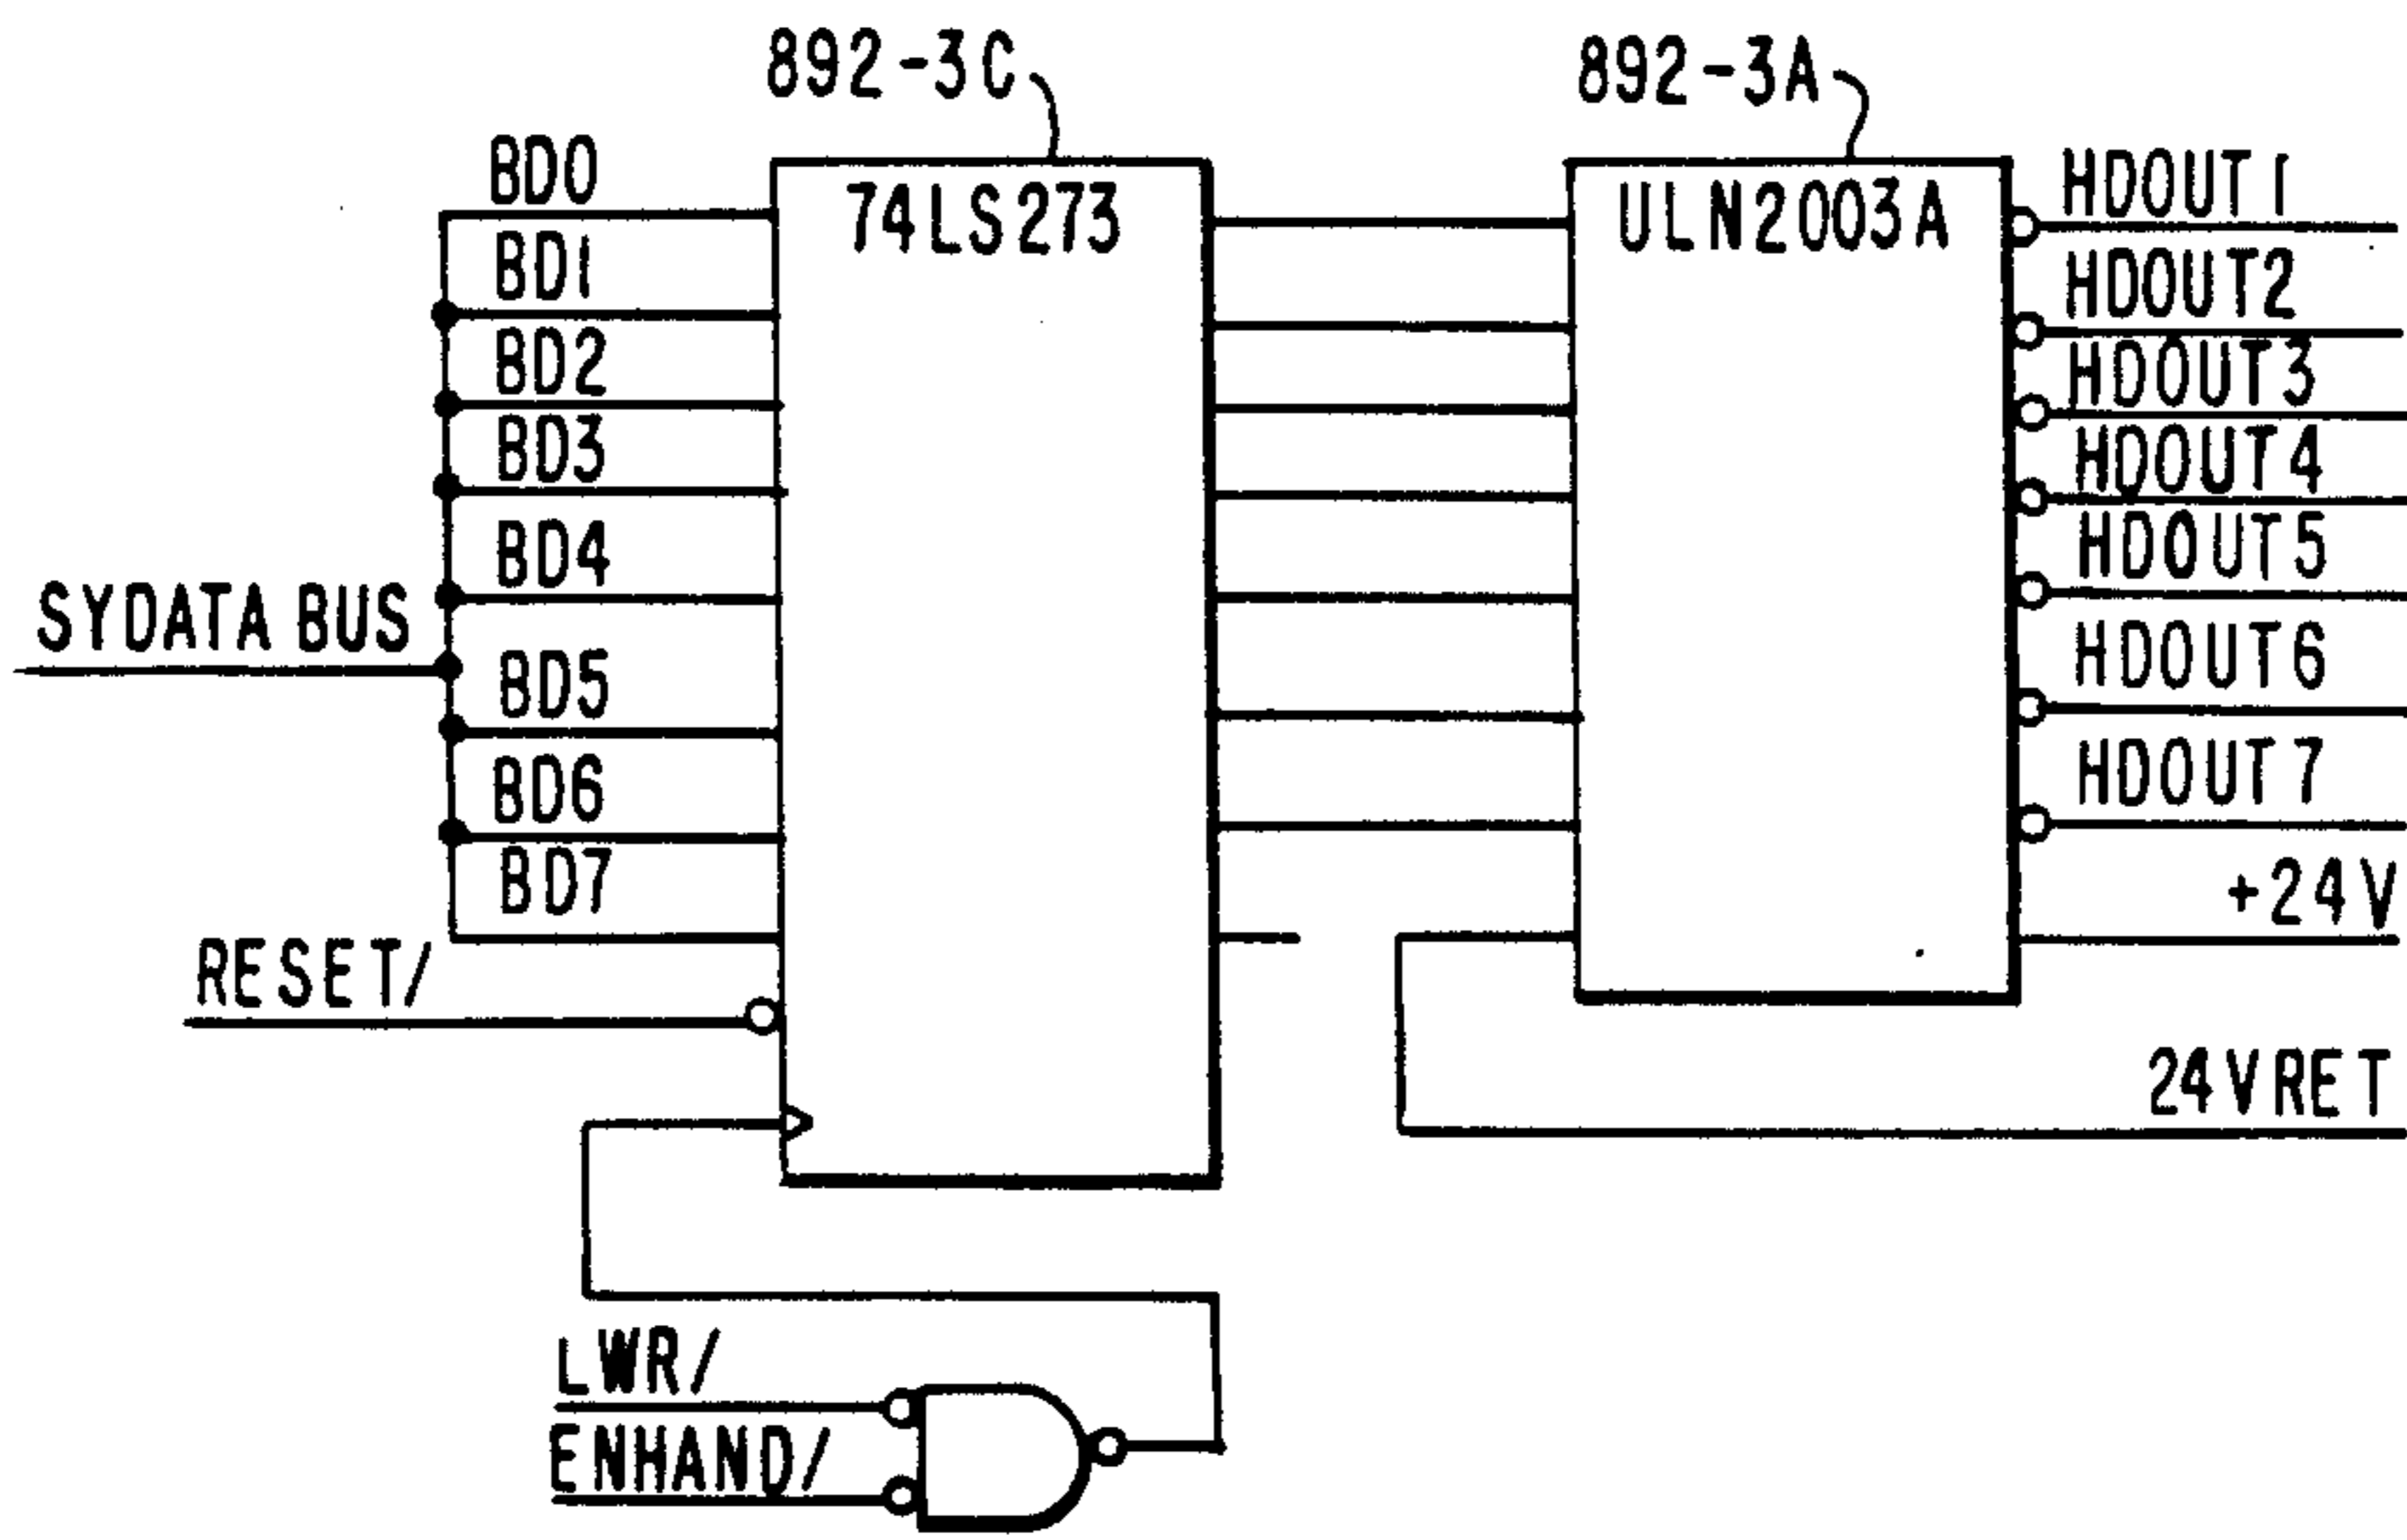 892-3C
892-3A
74LS273
ULN2003A
BD0
BD1
BD2
BD3
BD4
BD5
BD6
BD7
SYDATA BUS
RESET/
LWR/
ENHAND/
HDOUT1
HDOUT2
HDOUT3
HDOUT4
HDOUT5
HDOUT6
HDOUT7
+24V
24VRET